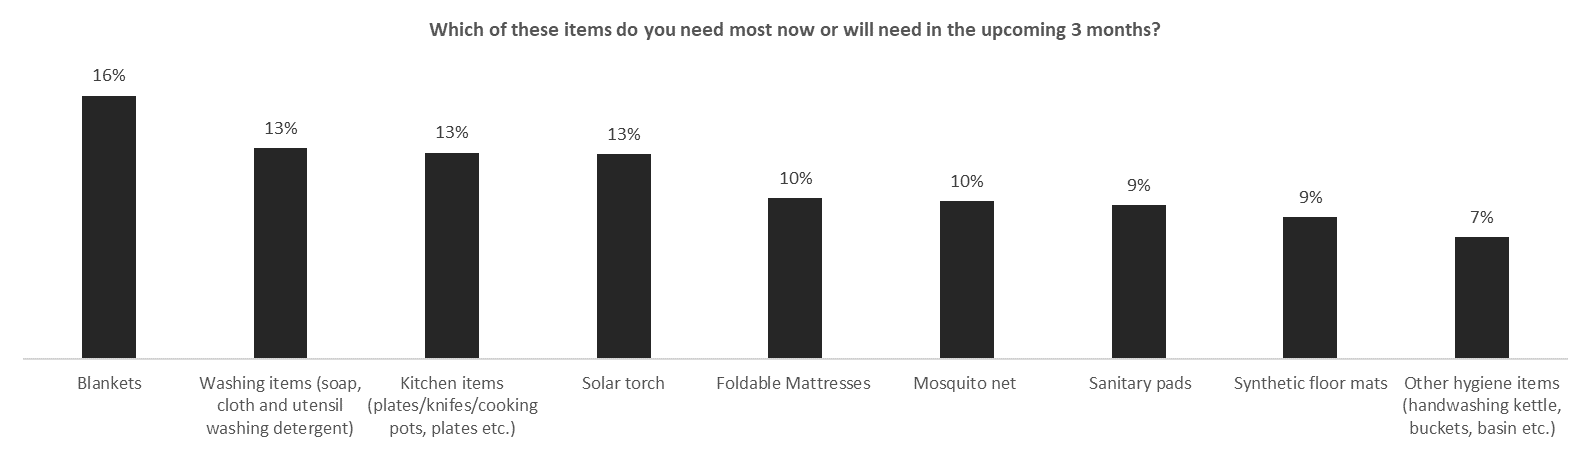 Which of these items do you need most now or will need in the upcoming 3 months?
16%
13%
13%
13%
10%
10%
9%
9%
7%
Blankets
Washing items (soap,
cloth and utensil
washing detergent)
Kitchen items
(plates/knifes/cooking
pots, plates etc.)
Solar torch
Foldable Mattresses
Mosquito net
Sanitary pads
Synthetic floor mats
Other hygiene items
(handwashing kettle,
buckets, basin etc.)